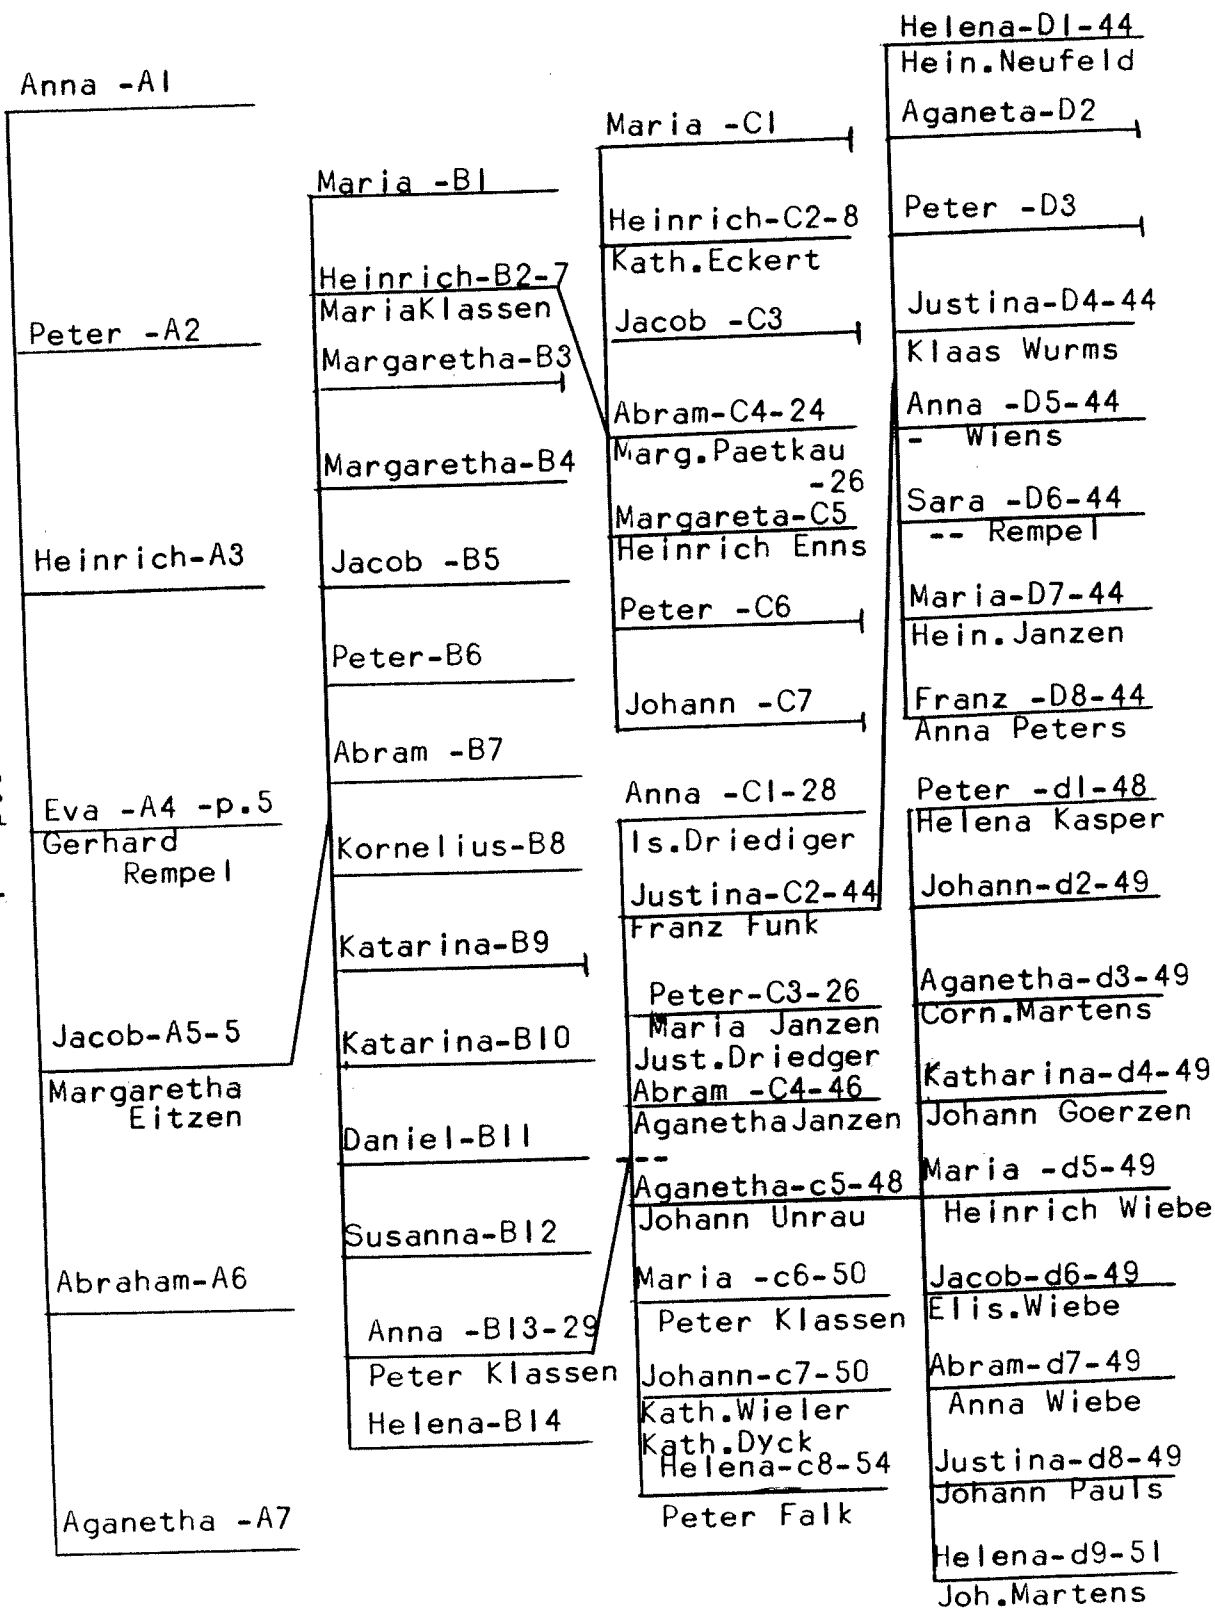 Anna -A1
Peter -A2
Heinrich-A3
Eva -A4 -p.5
Gerhard
Rempel
Jacob-A5-5
Margaretha
Eitzen
Abraham-A6
Aganetha -A7
Maria -B1
Heinrich-B2-7
MariaKlassen
Margaretha-B3
Margaretha-B4
Jacob -B5
Peter-B6
Abram -B7
Kornelius-B8
Katarina-B9
Katarina-B10
Daniel-B11
Susanna-B12
Anna -B13-29
Peter Klassen
Helena-B14
Maria -C1
Heinrich-C2-8
Kath.Eckert
Jacob -C3
Abram-C4-24
Marg.Paetkau
-26
Margareta-C5
Heinrich Enns
Peter -C6
Johann -C7
Anna -C1-28
Is.Driediger
Justina-C2-44
Franz Funk
Peter-C3-26
Maria Janzen
Just.Driedger
Abram -C4-46
AganethaJanzen
---
Aganetha-c5-48
Johann Unrau
Maria -c6-50
Peter Klassen
Johann-c7-50
Kath.Wieler
Kath.Dyck
Helena-c8-54
Peter Falk
Helena-D1-44
Hein.Neufeld
Aganeta-D2
Peter -D3
Justina-D4-44
Klaas Wurms
Anna -D5-44
- Wiens
Sara -D6-44
-- Rempel
Maria-D7-44
Hein.Janzen
Franz -D8-44
Anna Peters
Peter -d1-48
Helena Kasper
Johann-d2-49
Aganetha-d3-49
Corn.Martens
Katharina-d4-49
Johann Goerzen
Maria -d5-49
Heinrich Wiebe
Jacob-d6-49
Elis.Wiebe
Abram-d7-49
Anna Wiebe
Justina-d8-49
Johann Pauls
Helena-d9-51
Joh.Martens